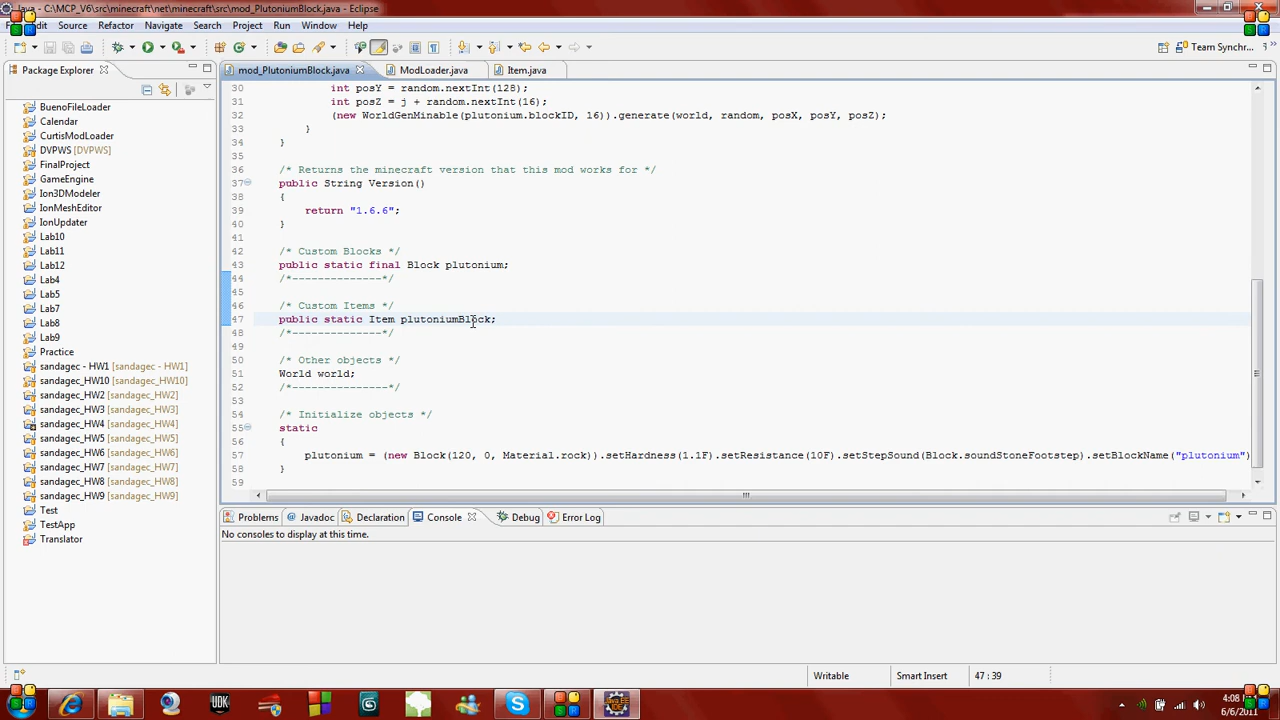 Java - C:\MCP_V6\src\minecraft\net\minecraft\src\mod_PlutoniumBlock.java - Eclipse
Edit Source Refactor Navigate Search Project Run Window Help
Team Synchr...
Package Explorer
mod_PlutoniumBlock.java ModLoader.java Item.java
BuenoFileLoader
Calendar
CurtisModLoader
DVPWS [DVPWS]
FinalProject
GameEngine
Ion3DModeler
IonMeshEditor
IonUpdater
Lab10
Lab11
Lab12
Lab4
Lab5
Lab7
Lab8
Lab9
Practice
sandagec - HW1 [sandagec - HW1]
sandagec_HW10 [sandagec_HW10]
sandagec_HW2 [sandagec_HW2]
sandagec_HW3 [sandagec_HW3]
sandagec_HW4 [sandagec_HW4]
sandagec_HW5 [sandagec_HW5]
sandagec_HW6 [sandagec_HW6]
sandagec_HW7 [sandagec_HW7]
sandagec_HW8 [sandagec_HW8]
sandagec_HW9 [sandagec_HW9]
Test
TestApp
Translator
30 int posY = random.nextInt(128);
31 int posZ = j + random.nextInt(16);
32 (new WorldGenMinable(plutonium.blockID, 16)).generate(world, random, posX, posY, posZ);
33 }
34 }
35
36 /* Returns the minecraft version that this mod works for */
37 public String Version()
38 {
39 return "1.6.6";
40 }
41
42 /* Custom Blocks */
43 public static final Block plutonium;
44 /*--------------*/
45
46 /* Custom Items */
47 public static Item plutoniumBlock;
48 /*--------------*/
49
50 /* Other objects */
51 World world;
52 /*---------------*/
53
54 /* Initialize objects */
55 static
56 {
57 plutonium = (new Block(120, 0, Material.rock)).setHardness(1.1F).setResistance(10F).setStepSound(Block.soundStoneFootstep).setBlockName("plutonium")
58 }
59
Problems Javadoc Declaration Console Debug Error Log
No consoles to display at this time.
Writable Smart Insert 47 : 39
UDK
Java EE IDE
4:08
6/6/2011